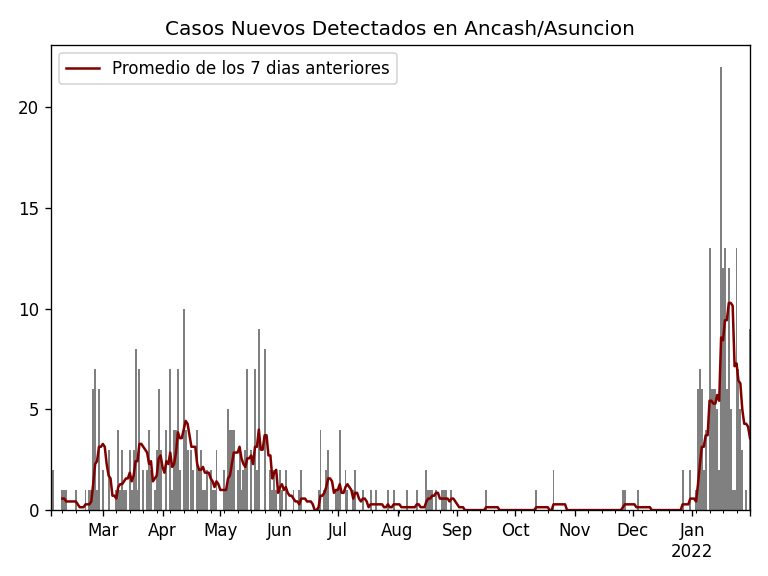 Casos Nuevos Detectados en Ancash/Asuncion
Promedio de los 7 dias anteriores
20
15
10
5
0
Mar Apr May Jun Jul Aug Sep Oct Nov Dec Jan
2022